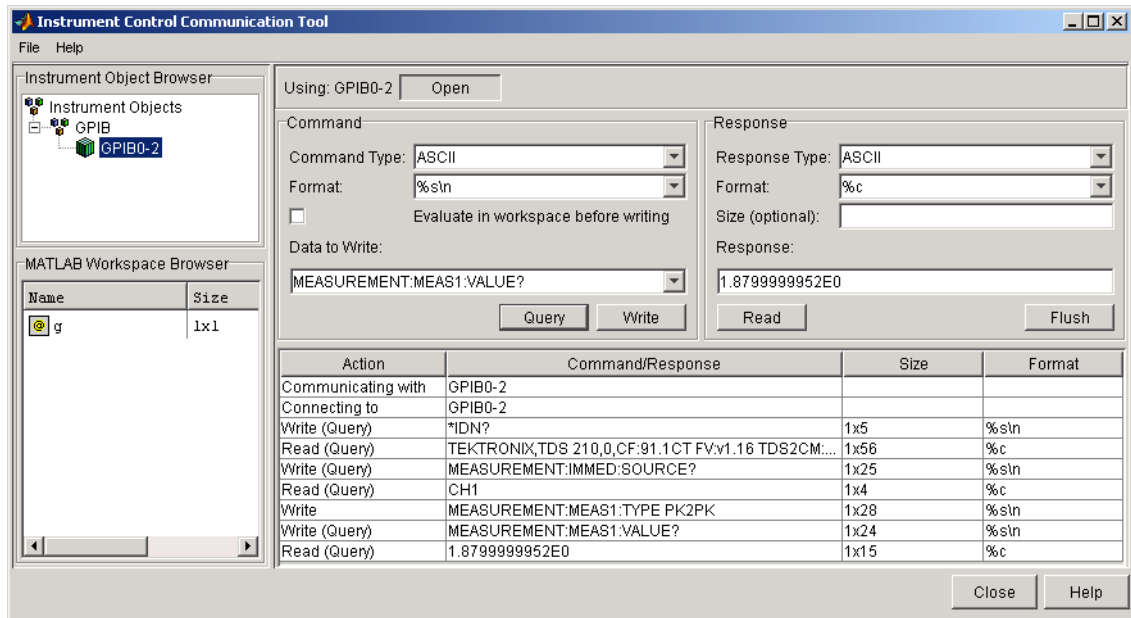 Instrument Control Communication Tool
File Help
Instrument Object Browser
Instrument Objects
GPIB
GPIB0-2
MATLAB Workspace Browser
Name Size
g 1x1
Using: GPIB0-2 Open
Command
Command Type: ASCII
Format: %s\n
Evaluate in workspace before writing
Data to Write:
MEASUREMENT:MEAS1:VALUE?
Query Write
Response
Response Type: ASCII
Format: %c
Size (optional):
Response:
1.8799999952E0
Read Flush
Action Command/Response Size Format
Communicating with GPIB0-2
Connecting to GPIB0-2
Write (Query) *IDN? 1x5 %s\n
Read (Query) TEKTRONIX,TDS 210,0,CF:91.1CT FV:v1.16 TDS2CM:... 1x56 %c
Write (Query) MEASUREMENT:IMMED:SOURCE? 1x25 %s\n
Read (Query) CH1 1x4 %c
Write MEASUREMENT:MEAS1:TYPE PK2PK 1x28 %s\n
Write (Query) MEASUREMENT:MEAS1:VALUE? 1x24 %s\n
Read (Query) 1.8799999952E0 1x15 %c
Close Help